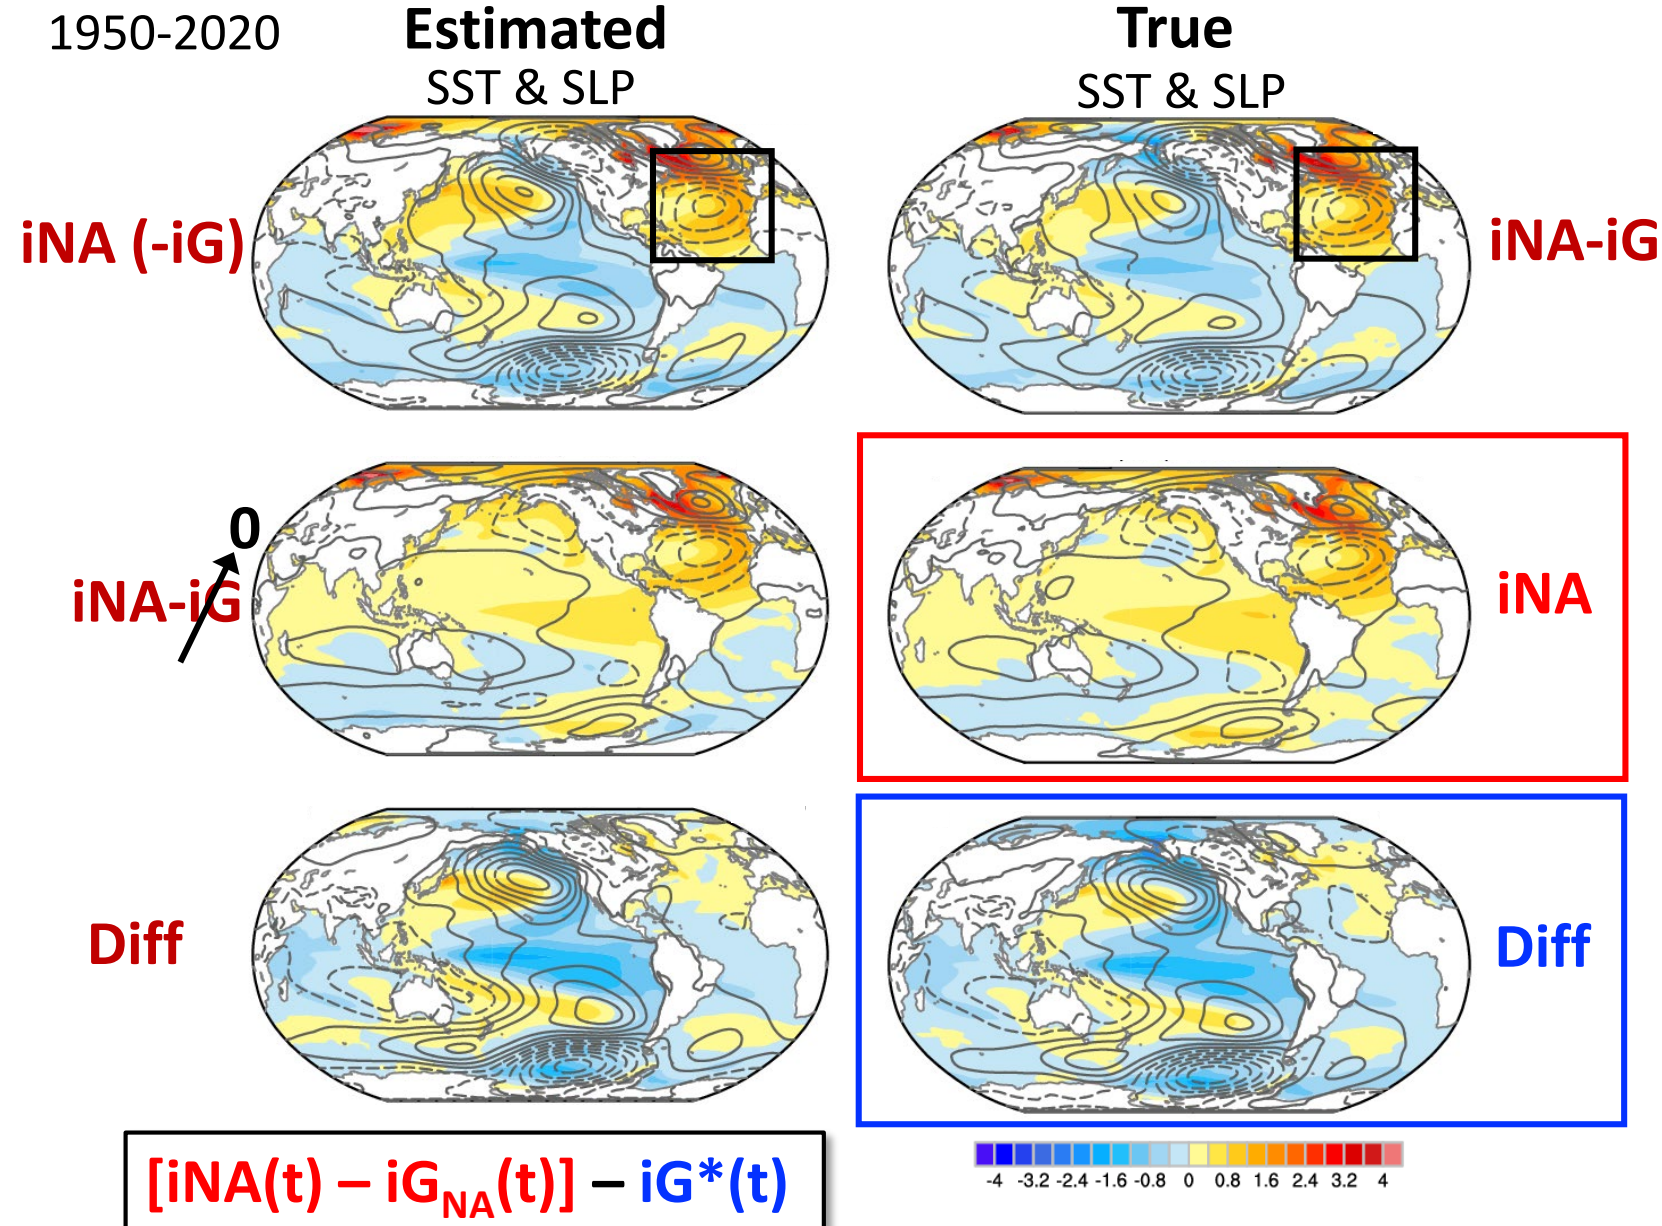 1950-2020
Estimated
True
SST & SLP
SST & SLP
iNA (-iG)
iNA-iG
0
iNA-iG
iNA
Diff
Diff
[iNA(t) – iGNA(t)] – iG*(t)
-4 -3.2 -2.4 -1.6 -0.8 0 0.8 1.6 2.4 3.2 4